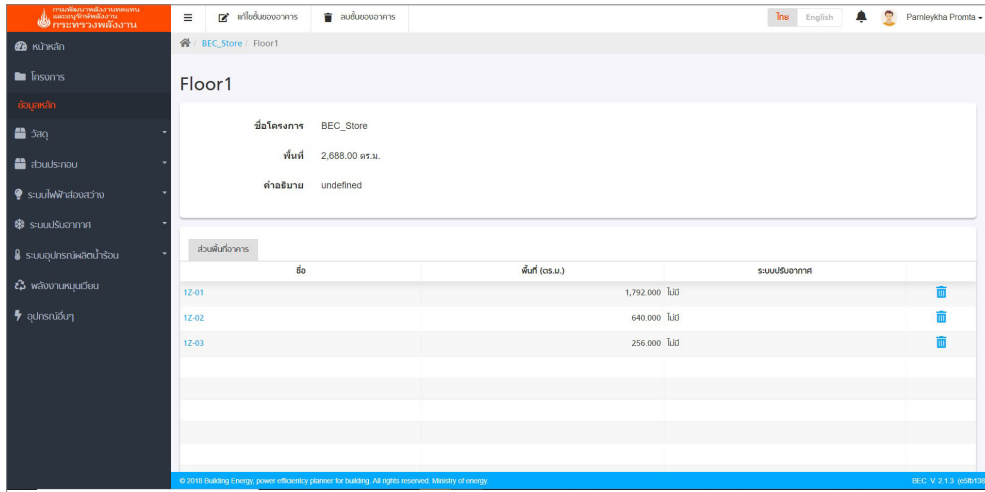 กรมพัฒนาพลังงานทดแทน
และอนุรักษ์พลังงาน
กระทรวงพลังงาน
แก้ไขชั้นของอาคาร
ลบชั้นของอาคาร
ไทย English
Parnleykha Promta
หน้าหลัก
โครงการ
ข้อมูลหลัก
วัสดุ
ส่วนประกอบ
ระบบไฟฟ้าส่องสว่าง
ระบบปรับอากาศ
ระบบอุปกรณ์ผลิตน้ำร้อน
พลังงานหมุนเวียน
อุปกรณ์อื่นๆ
/ BEC_Store / Floor1
Floor1
ชื่อโครงการ BEC_Store
พื้นที่ 2,688.00 ตร.ม.
คำอธิบาย undefined
ส่วนพื้นที่อาคาร
ชื่อ พื้นที่ (ตร.ม.) ระบบปรับอากาศ
1Z-01 1,792.000 ไม่มี
1Z-02 640.000 ไม่มี
1Z-03 256.000 ไม่มี
© 2018 Building Energy, power efficientcy planner for building. All rights reserved. Ministry of energy.
BEC V. 2.1.3